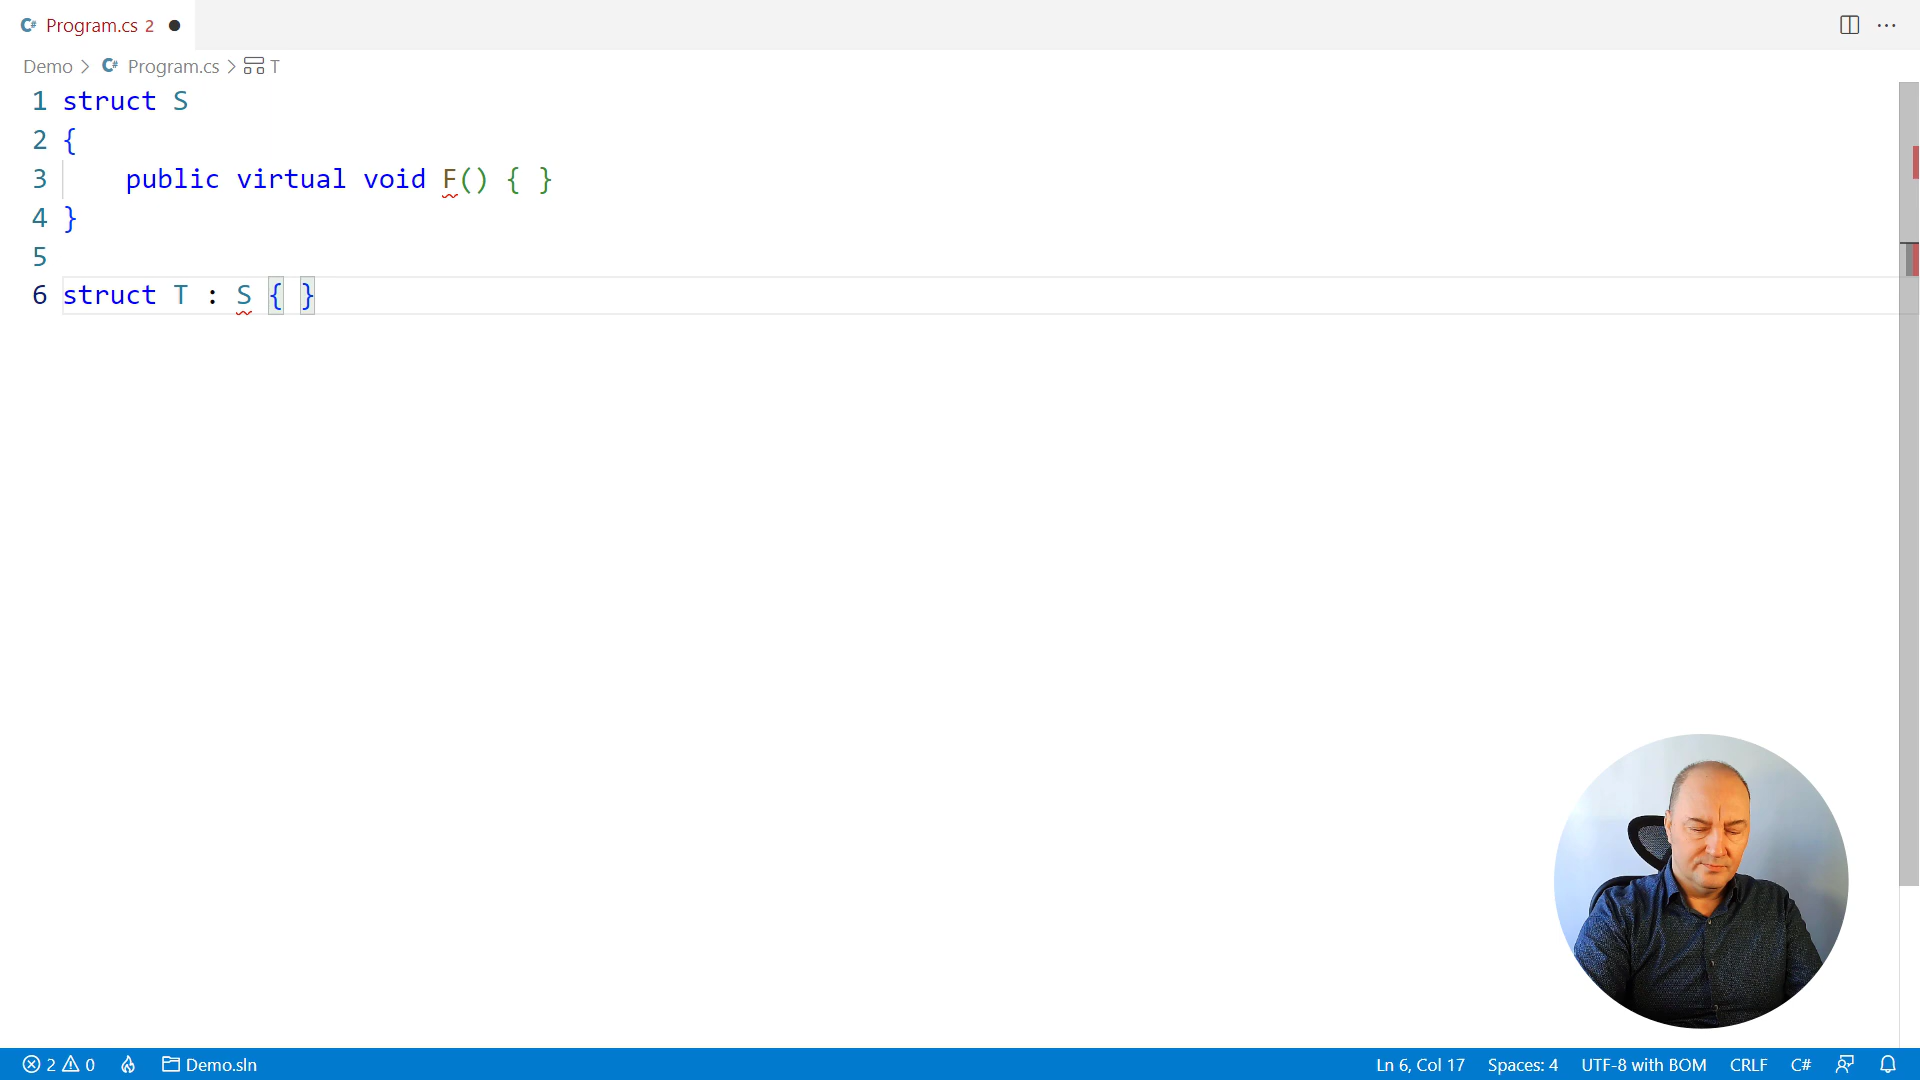 C# Program.cs 2
Demo > C# Program.cs > T
1 struct S
2 {
3 public virtual void F() { }
4 }
5
6 struct T : S { }
2 0 Demo.sln Ln 6, Col 17 Spaces: 4 UTF-8 with BOM CRLF C#